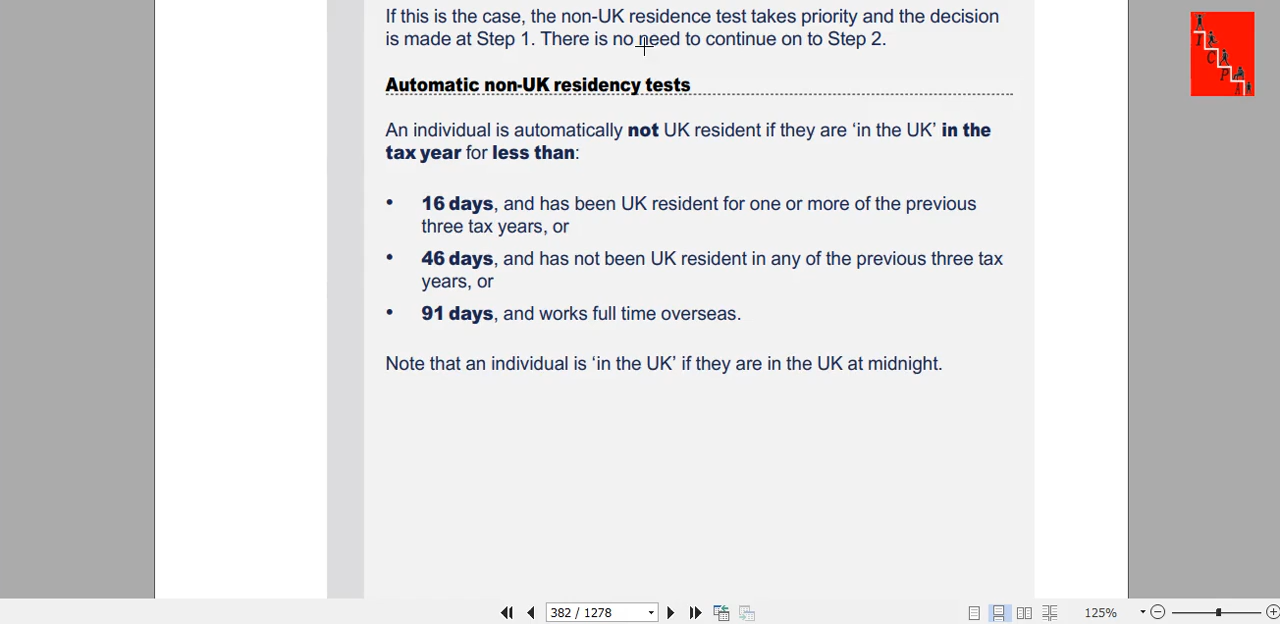 If this is the case, the non-UK residence test takes priority and the decision
is made at Step 1. There is no need to continue on to Step 2.
Automatic non-UK residency tests
An individual is automatically not UK resident if they are ‘in the UK’ in the
tax year for less than:
• 16 days, and has been UK resident for one or more of the previous
three tax years, or
• 46 days, and has not been UK resident in any of the previous three tax
years, or
• 91 days, and works full time overseas.
Note that an individual is ‘in the UK’ if they are in the UK at midnight.
T
C
P
A
382 / 1278
125%